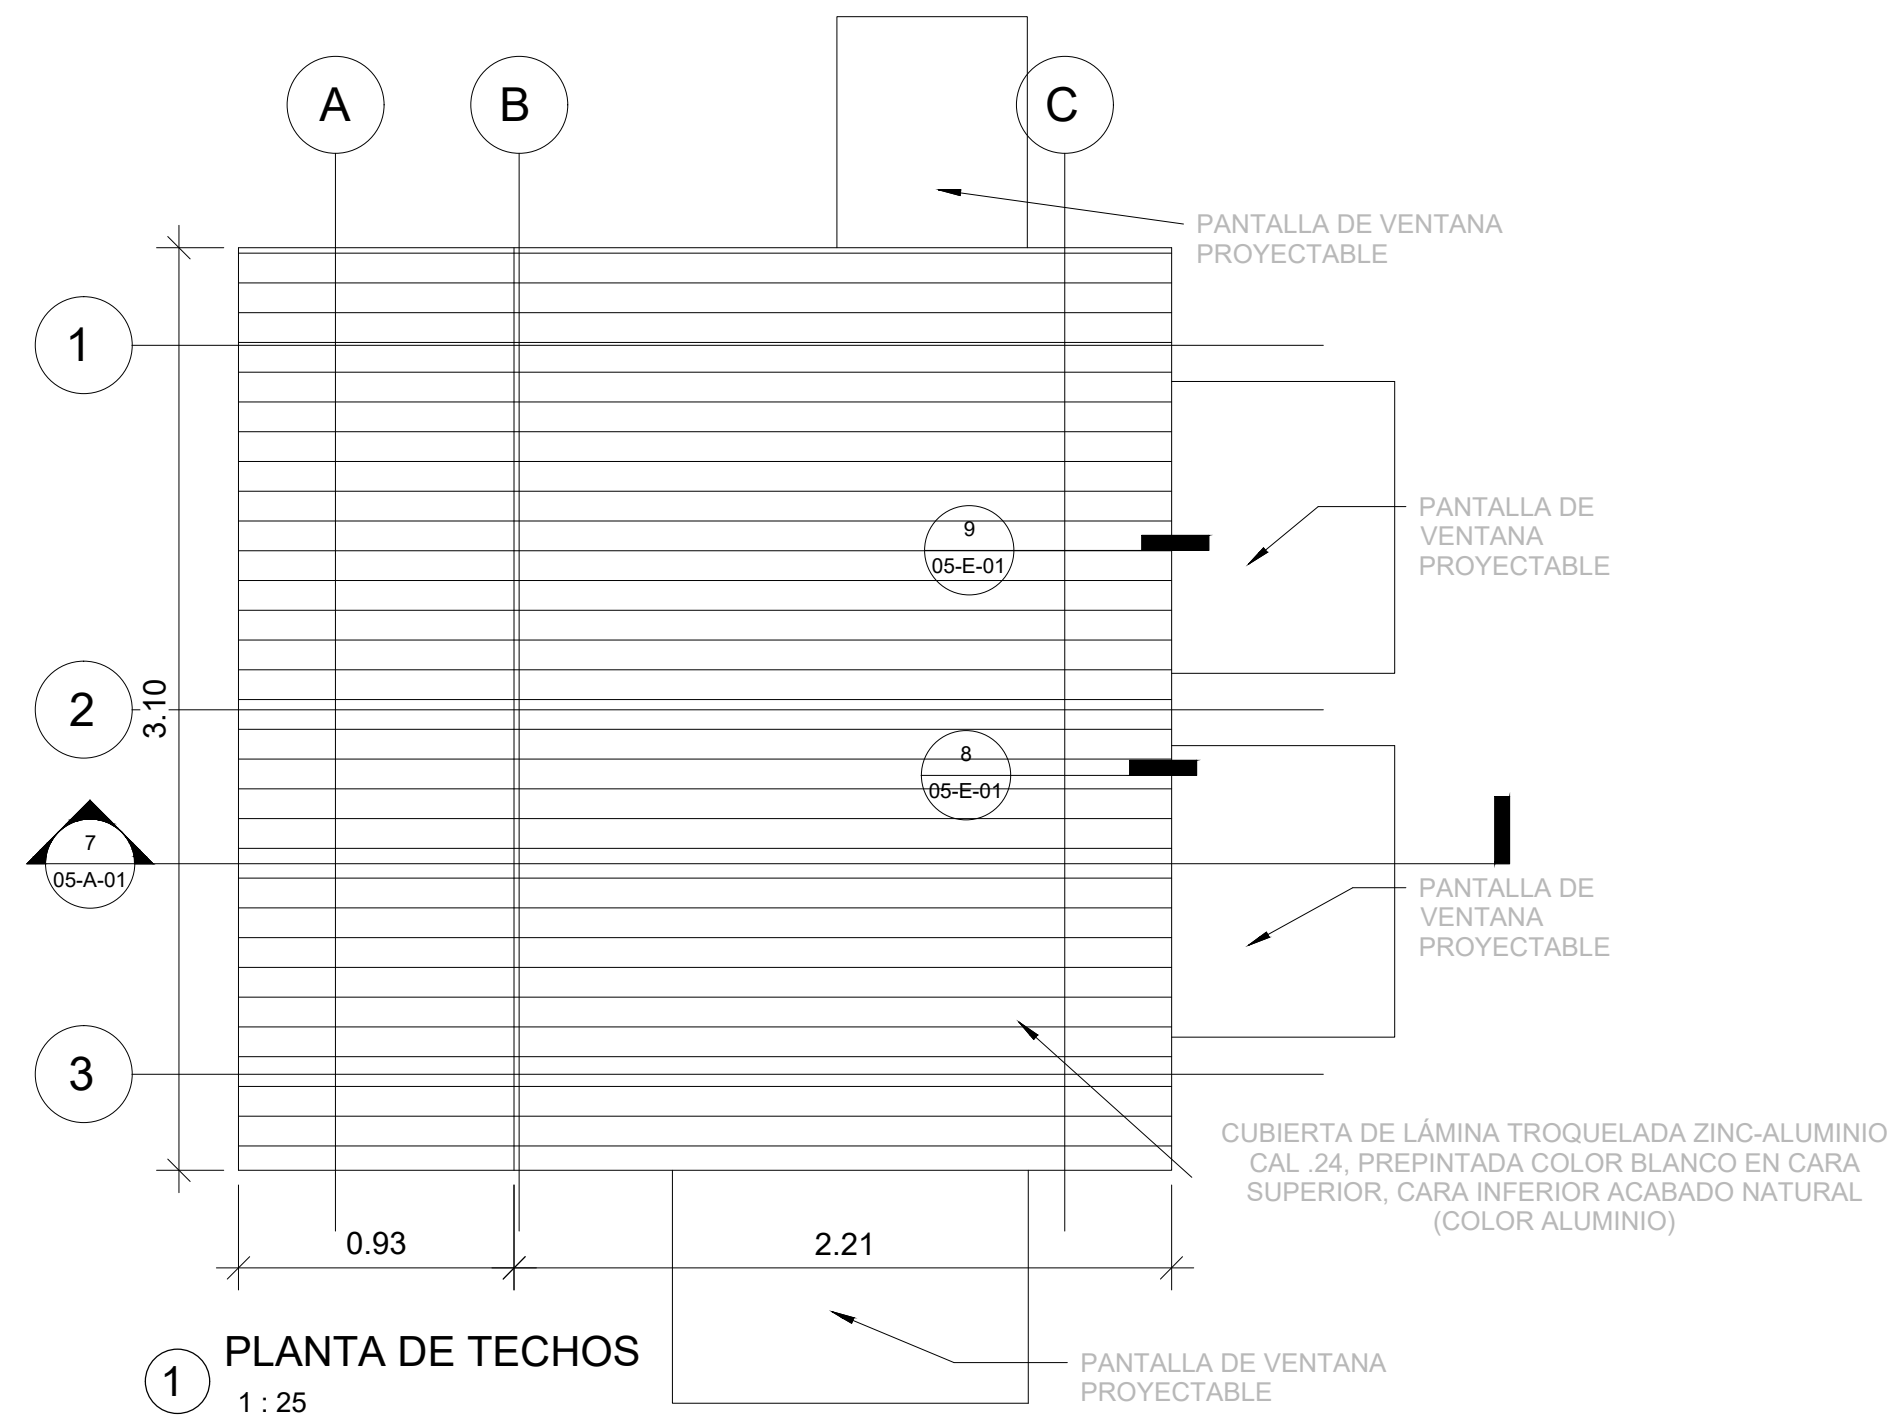 A
B
C
PANTALLA DE VENTANA
PROYECTABLE
1
9
05-E-01
PANTALLA DE
VENTANA
PROYECTABLE
2
3.10
8
05-E-01
7
05-A-01
PANTALLA DE
VENTANA
PROYECTABLE
3
CUBIERTA DE LÁMINA TROQUELADA ZINC-ALUMINIO
CAL .24, PREPINTADA COLOR BLANCO EN CARA
SUPERIOR, CARA INFERIOR ACABADO NATURAL
(COLOR ALUMINIO)
0.93
2.21
1
PLANTA DE TECHOS
1 : 25
PANTALLA DE VENTANA
PROYECTABLE